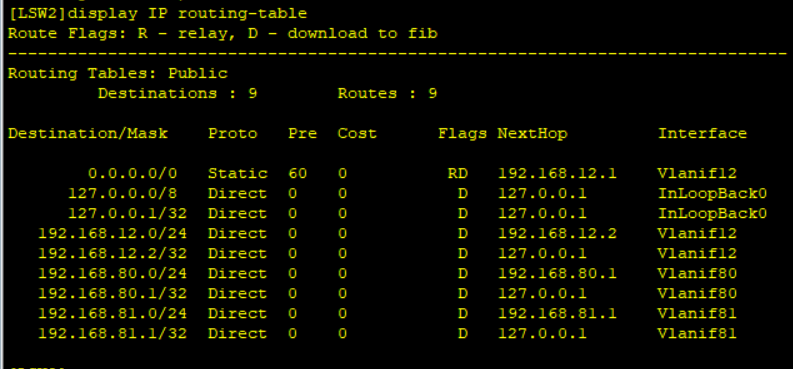 [LSW2]display IP routing-table
Route Flags: R - relay, D - download to fib
------------------------------------------------------------------------------
Routing Tables: Public
Destinations : 9 Routes : 9
Destination/Mask Proto Pre Cost Flags NextHop Interface
0.0.0.0/0 Static 60 0 RD 192.168.12.1 Vlanif12
127.0.0.0/8 Direct 0 0 D 127.0.0.1 InLoopBack0
127.0.0.1/32 Direct 0 0 D 127.0.0.1 InLoopBack0
192.168.12.0/24 Direct 0 0 D 192.168.12.2 Vlanif12
192.168.12.2/32 Direct 0 0 D 127.0.0.1 Vlanif12
192.168.80.0/24 Direct 0 0 D 192.168.80.1 Vlanif80
192.168.80.1/32 Direct 0 0 D 127.0.0.1 Vlanif80
192.168.81.0/24 Direct 0 0 D 192.168.81.1 Vlanif81
192.168.81.1/32 Direct 0 0 D 127.0.0.1 Vlanif81